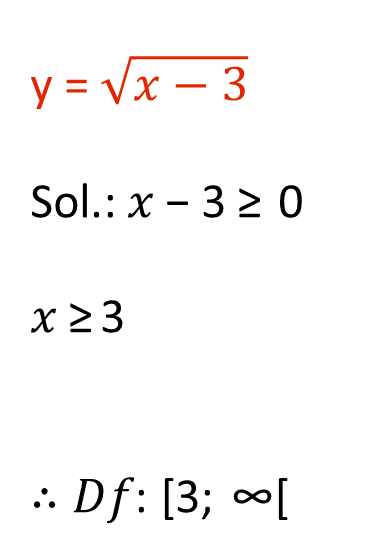 y = √(x − 3)
Sol.: x − 3 ≥ 0
x ≥ 3
∴ Df: [3; ∞[